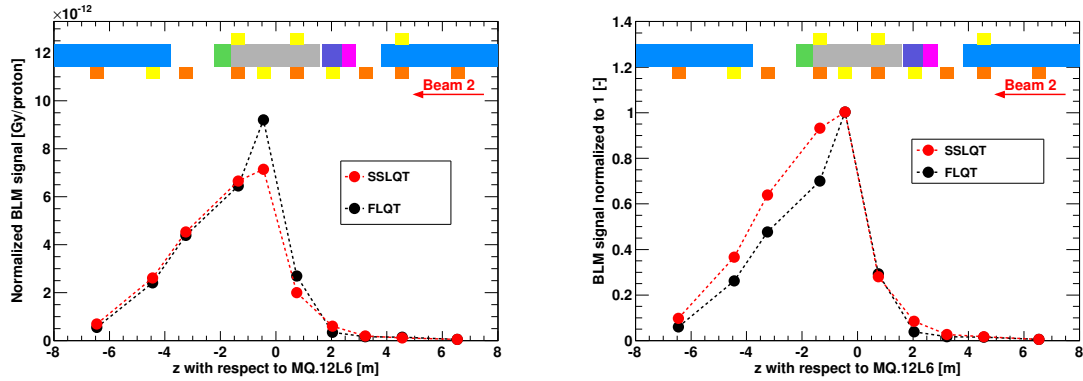 ×10⁻¹²
12
10
8
6
4
2
0
Normalized BLM signal [Gy/proton]
Beam 2
SSLQT
FLQT
-8 -6 -4 -2 0 2 4 6 8
z with respect to MQ.12L6 [m]
1.4
1.2
1
0.8
0.6
0.4
0.2
0
BLM signal normalized to 1 [-]
Beam 2
SSLQT
FLQT
-8 -6 -4 -2 0 2 4 6 8
z with respect to MQ.12L6 [m]